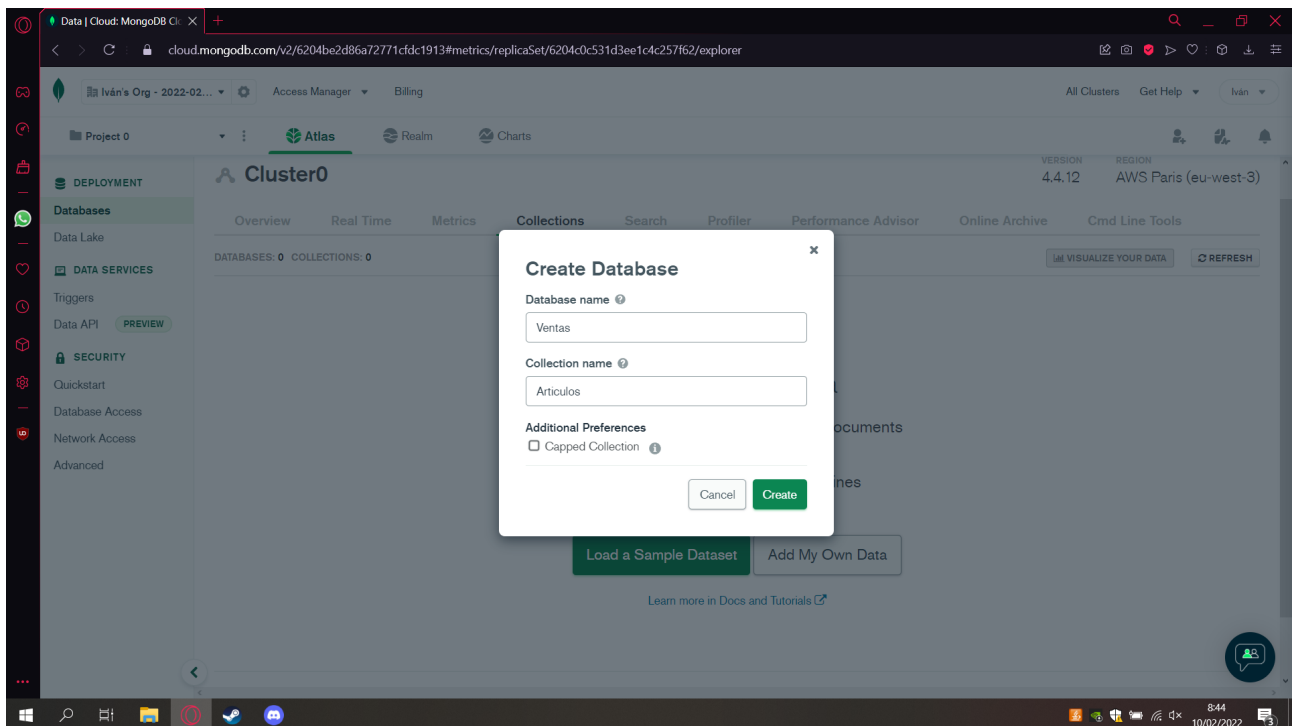 Data | Cloud: MongoDB Clo
cloud.mongodb.com/v2/6204be2d86a72771cfdc1913#metrics/replicaSet/6204c0c531d3ee1c4c257f62/explorer
Iván's Org - 2022-02...
Access Manager
Billing
All Clusters
Get Help
Iván
Project 0
Atlas
Realm
Charts
DEPLOYMENT
Databases
Data Lake
DATA SERVICES
Triggers
Data API PREVIEW
SECURITY
Quickstart
Database Access
Network Access
Advanced
Cluster0
VERSION
4.4.12
REGION
AWS Paris (eu-west-3)
Overview Real Time Metrics Collections Search Profiler Performance Advisor Online Archive Cmd Line Tools
DATABASES: 0 COLLECTIONS: 0
VISUALIZE YOUR DATA
REFRESH
Create Database
Database name
Ventas
Collection name
Articulos
Additional Preferences
Capped Collection
Cancel
Create
Load a Sample Dataset
Add My Own Data
Learn more in Docs and Tutorials
8:44
10/02/2022
3